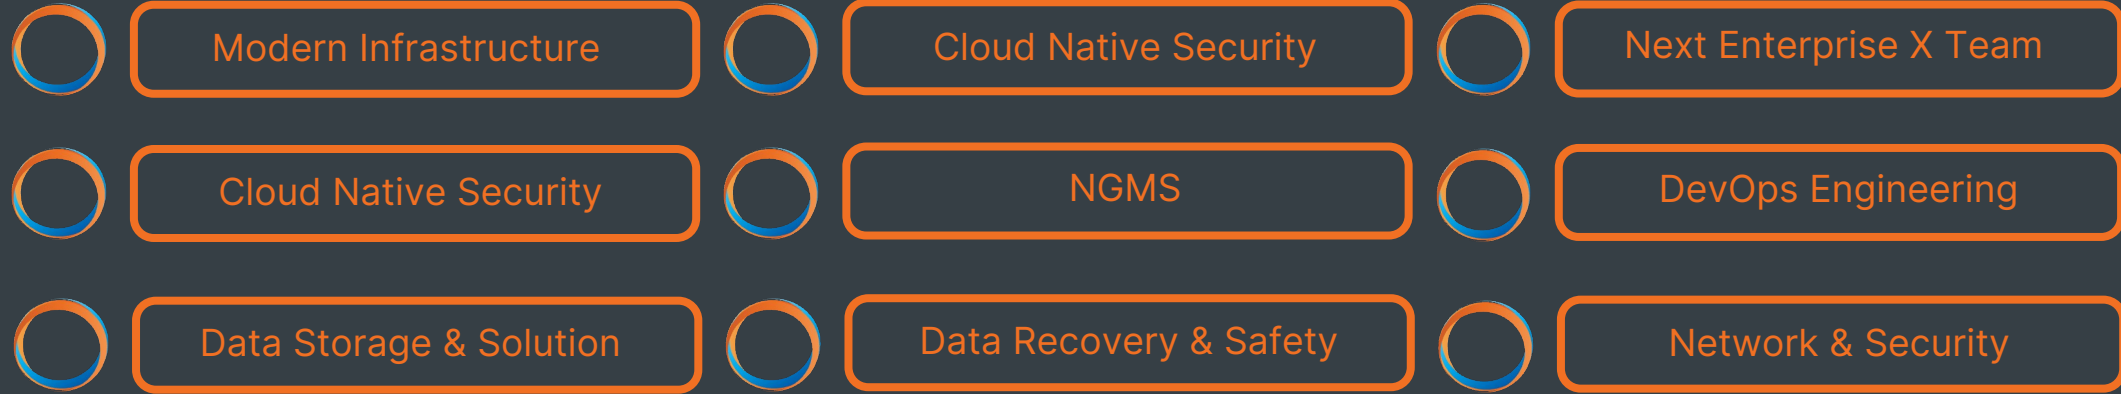 Modern Infrastructure
Cloud Native Security
Next Enterprise X Team
Cloud Native Security
NGMS
DevOps Engineering
Data Storage & Solution
Data Recovery & Safety
Network & Security